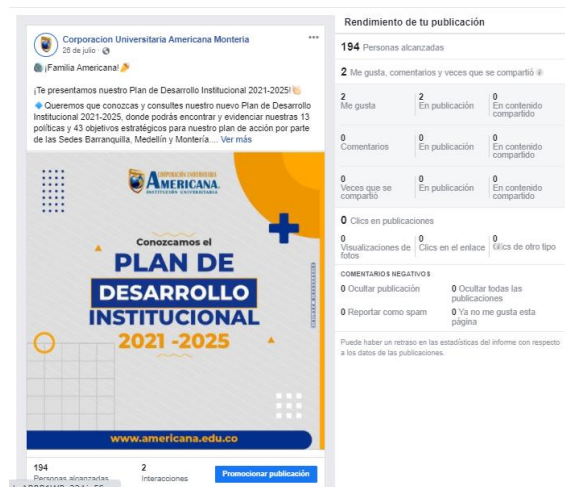 Corporacion Universitaria Americana Monteria
28 de julio
¡Familia Americana!
¡Te presentamos nuestro Plan de Desarrollo Institucional 2021-2025!
Queremos que conozcas y consultes nuestro nuevo Plan de Desarrollo
Institucional 2021-2025, donde podrás encontrar y evidenciar nuestras 13
políticas y 43 objetivos estratégicos para nuestro plan de acción por parte
de las Sedes Barranquilla, Medellín y Montería.... Ver más
CORPORACIÓN UNIVERSITARIA
AMERICANA.
INSTITUCIÓN UNIVERSITARIA
Conozcamos el
PLAN DE
DESARROLLO
INSTITUCIONAL
2021 -2025
www.americana.edu.co
194
Personas alcanzadas
2
Interacciones
Promocionar publicación
Rendimiento de tu publicación
194 Personas alcanzadas
2 Me gusta, comentarios y veces que se compartió
2
Me gusta
2
En publicación
0
En contenido
compartido
0
Comentarios
0
En publicación
0
En contenido
compartido
0
Veces que se
compartió
0
En publicación
0
En contenido
compartido
0 Clics en publicaciones
0
Visualizaciones de
fotos
0
Clics en el enlace
0
Clics de otro tipo
COMENTARIOS NEGATIVOS
0 Ocultar publicación
0 Ocultar todas las
publicaciones
0 Reportar como spam
0 Ya no me gusta esta
página
Puede haber un retraso en las estadísticas del informe con respecto
a los datos de las publicaciones.